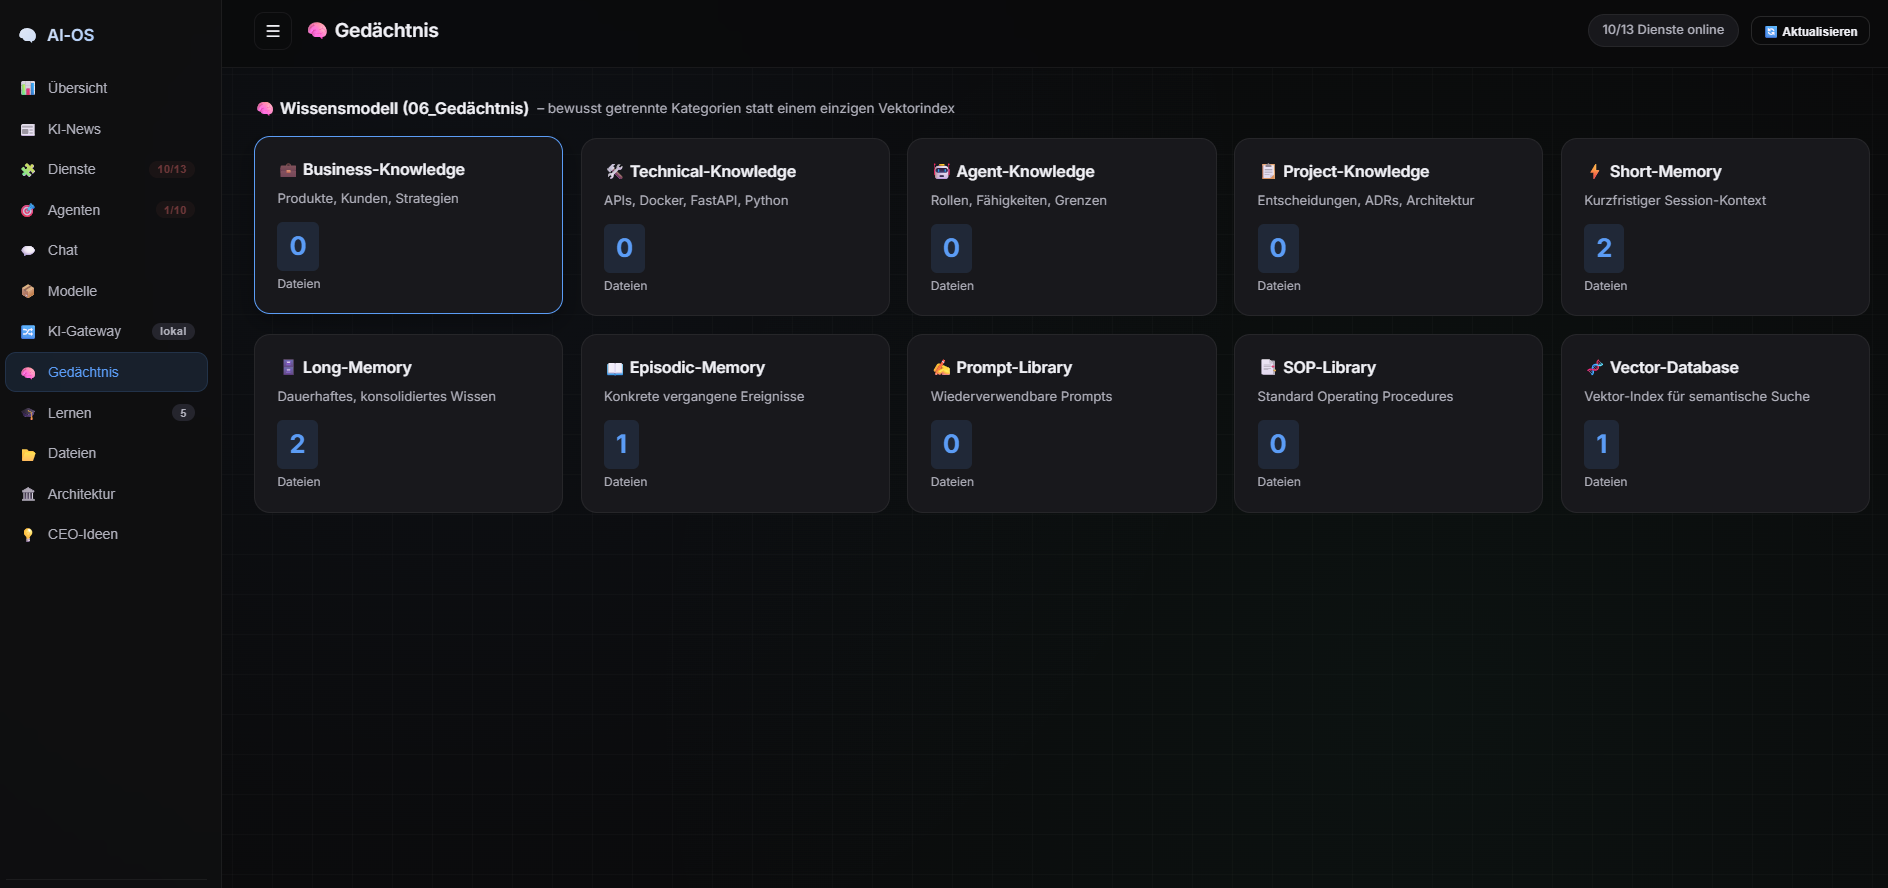 AI-OS
Übersicht
KI-News
Dienste 10/13
Agenten 1/10
Chat
Modelle
KI-Gateway lokal
Gedächtnis
Lernen 5
Dateien
Architektur
CEO-Ideen
Gedächtnis
10/13 Dienste online
Aktualisieren
Wissensmodell (06_Gedächtnis) – bewusst getrennte Kategorien statt einem einzigen Vektorindex
Business-Knowledge
Produkte, Kunden, Strategien
0
Dateien
Technical-Knowledge
APIs, Docker, FastAPI, Python
0
Dateien
Agent-Knowledge
Rollen, Fähigkeiten, Grenzen
0
Dateien
Project-Knowledge
Entscheidungen, ADRs, Architektur
0
Dateien
Short-Memory
Kurzfristiger Session-Kontext
2
Dateien
Long-Memory
Dauerhaftes, konsolidiertes Wissen
2
Dateien
Episodic-Memory
Konkrete vergangene Ereignisse
1
Dateien
Prompt-Library
Wiederverwendbare Prompts
0
Dateien
SOP-Library
Standard Operating Procedures
0
Dateien
Vector-Database
Vektor-Index für semantische Suche
1
Dateien